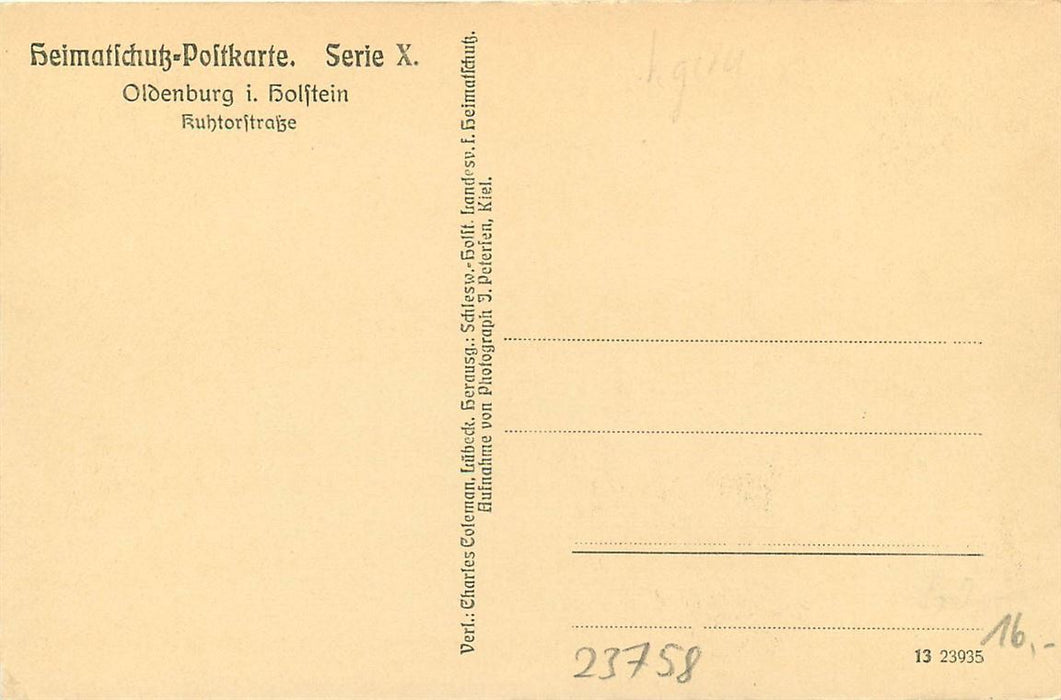 Heimatschutz-Postkarte. Serie X.
Oldenburg i. Holstein
Kuhtorstraße
Verl.: Charles Coleman, Lübeck. Herausg.: Schlesw.-Holst. Landesv. f. Heimatschutz.
Aufnahme von Photograph J. Petersen, Kiel.
16,-
13 23935
23758